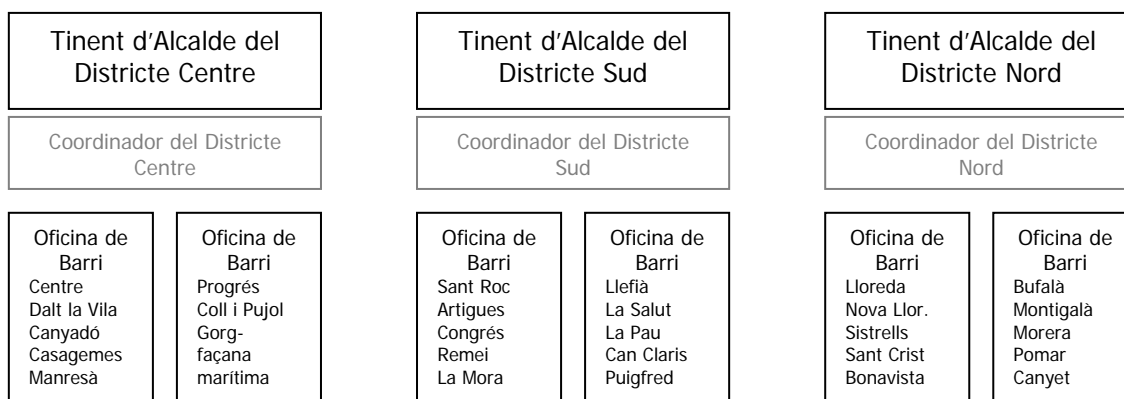 Tinent d'Alcalde del
Districte Centre
Coordinador del Districte
Centre
Oficina de
Barri
Centre
Dalt la Vila
Canyadó
Casagemes
Manresà
Oficina de
Barri
Progrés
Coll i Pujol
Gorg-
façana
marítima
Tinent d'Alcalde del
Districte Sud
Coordinador del Districte
Sud
Oficina de
Barri
Sant Roc
Artigues
Congrés
Remei
La Mora
Oficina de
Barri
Llefià
La Salut
La Pau
Can Claris
Puigfred
Tinent d'Alcalde del
Districte Nord
Coordinador del Districte
Nord
Oficina de
Barri
Lloreda
Nova Llor.
Sistrells
Sant Crist
Bonavista
Oficina de
Barri
Bufalà
Montigalà
Morera
Pomar
Canyet